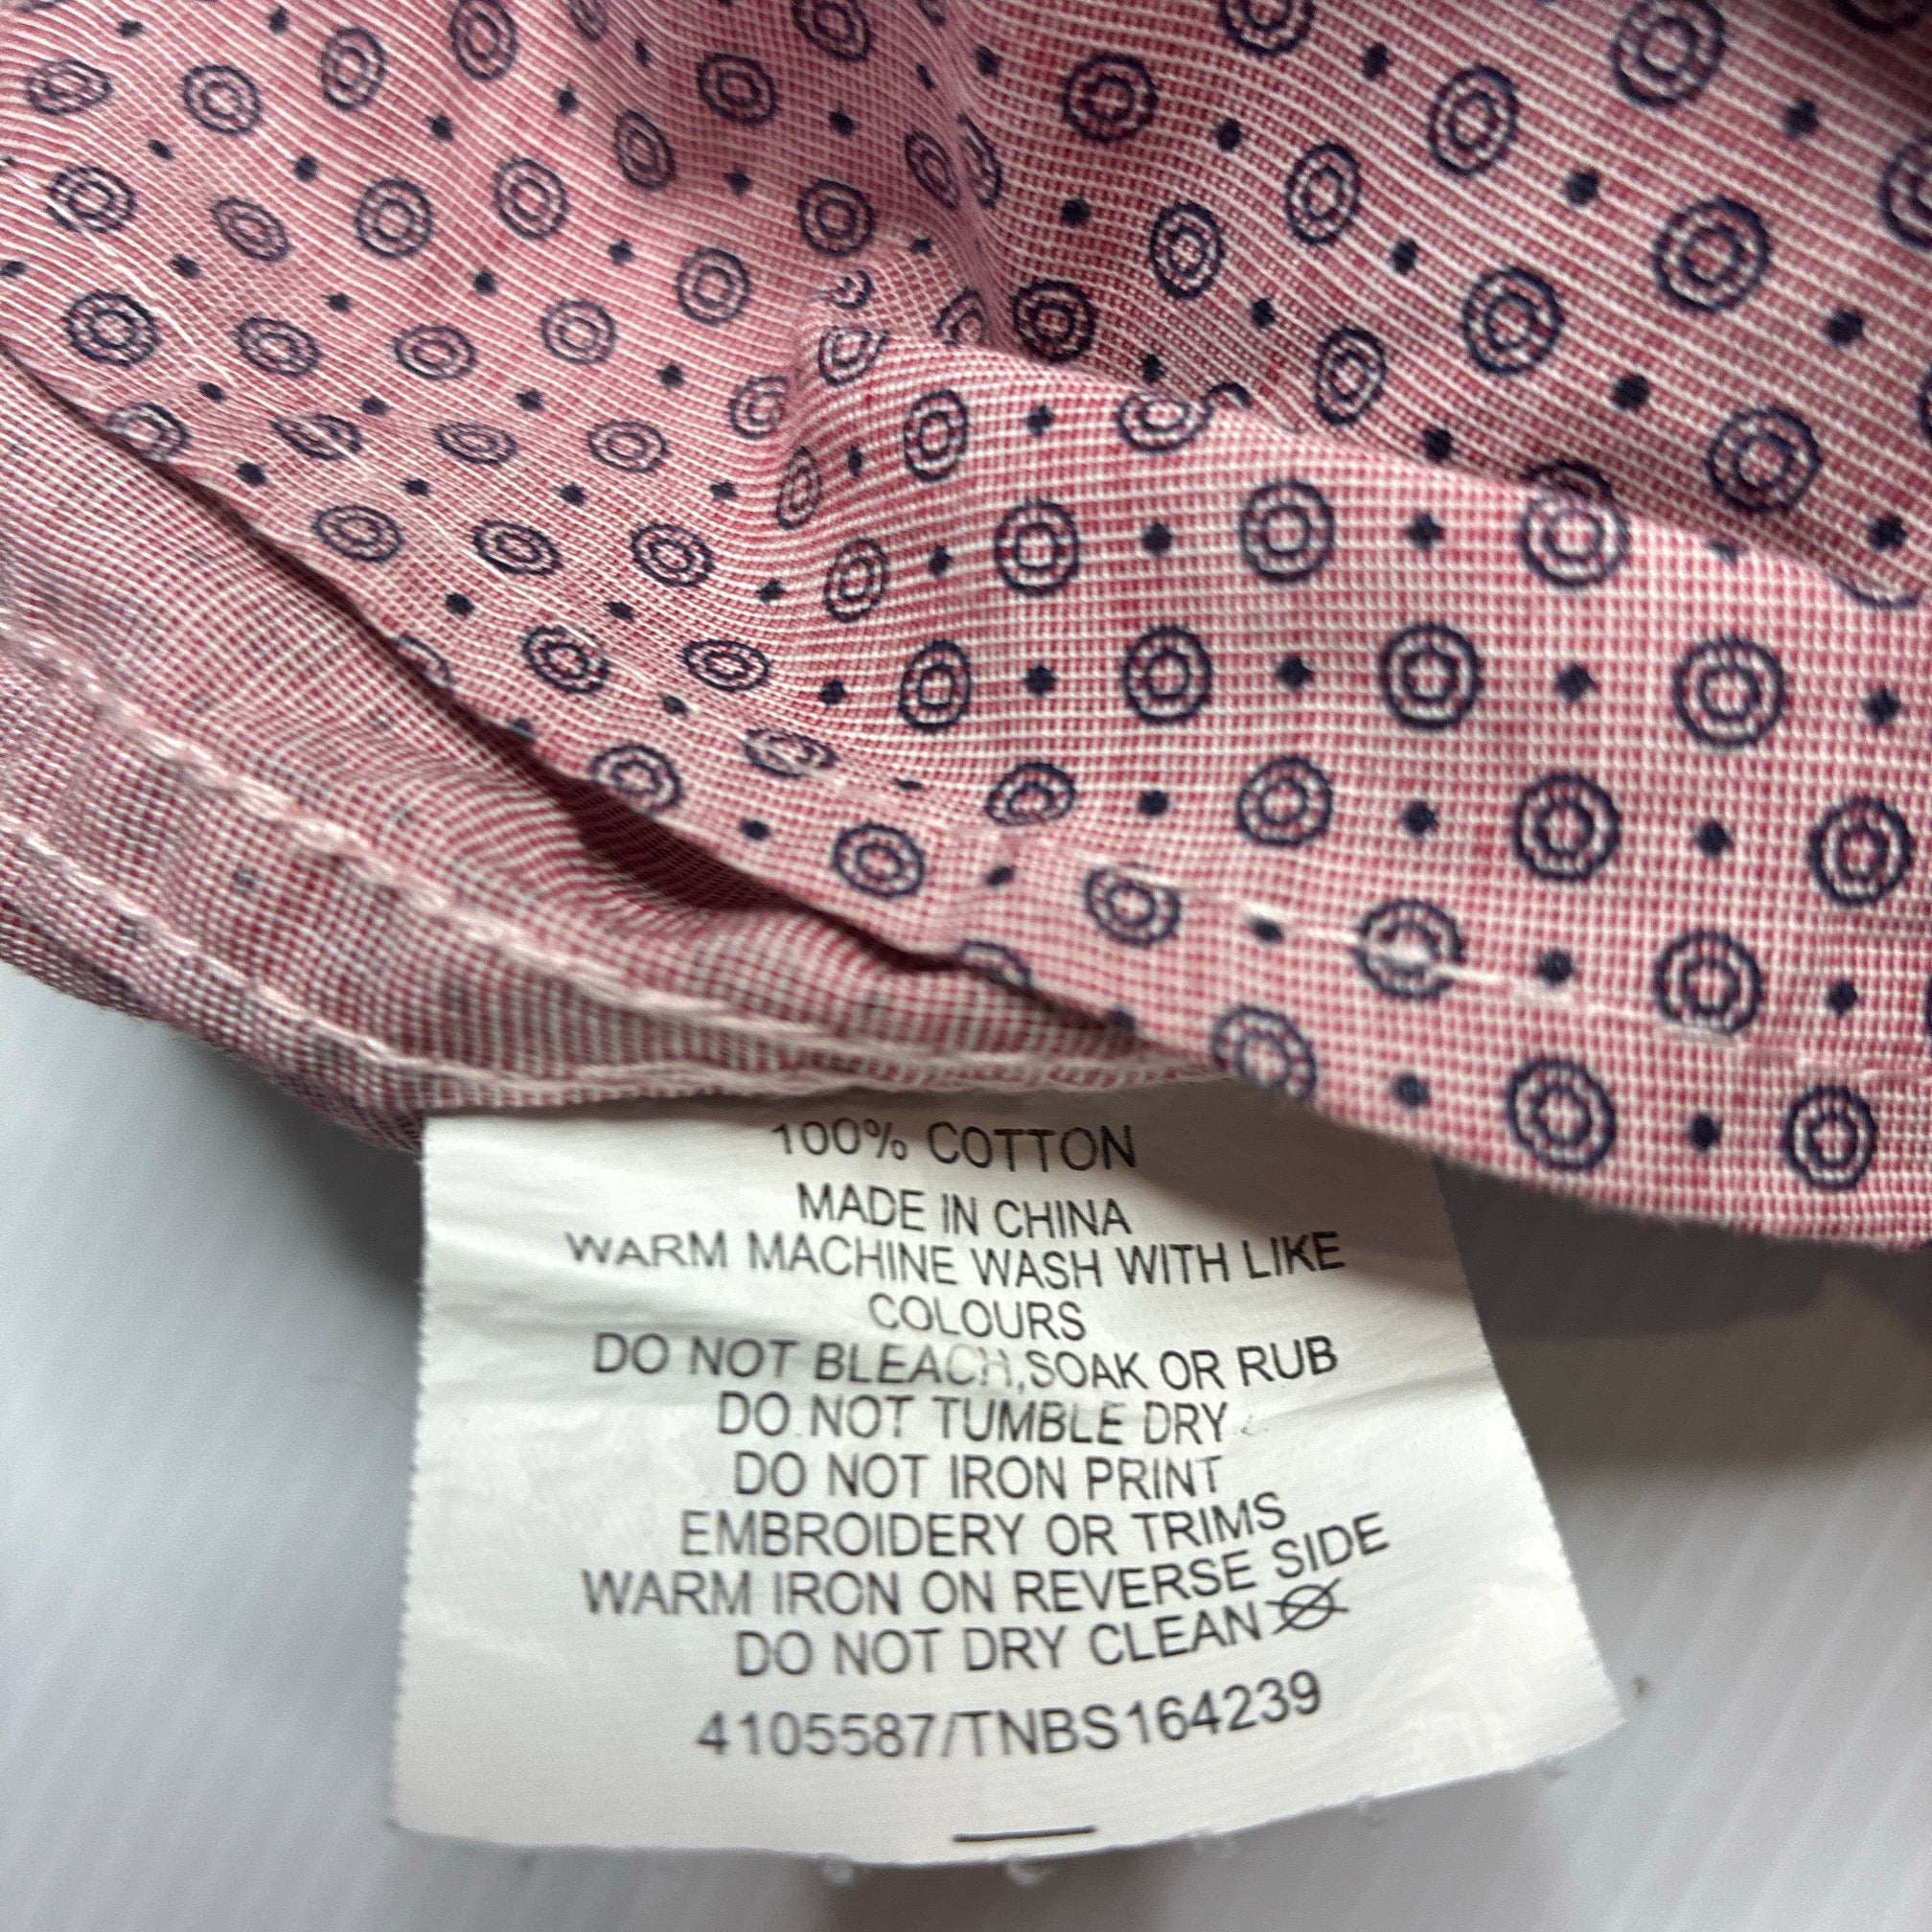 100% COTTON
MADE IN CHINA
WARM MACHINE WASH WITH LIKE
COLOURS
DO NOT BLEACH,SOAK OR RUB
DO NOT TUMBLE DRY
DO NOT IRON PRINT
EMBROIDERY OR TRIMS
WARM IRON ON REVERSE SIDE
DO NOT DRY CLEAN
4105587/TNBS164239